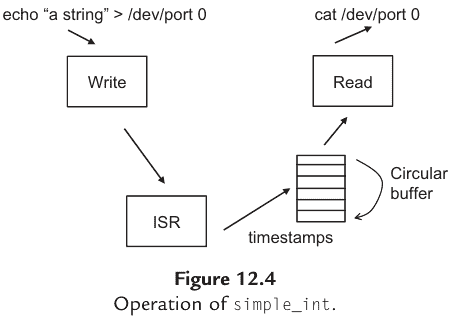 echo “a string” > /dev/port 0
cat /dev/port 0
Write
Read
Circular
buffer
ISR
timestamps
Figure 12.4
Operation of simple_int.